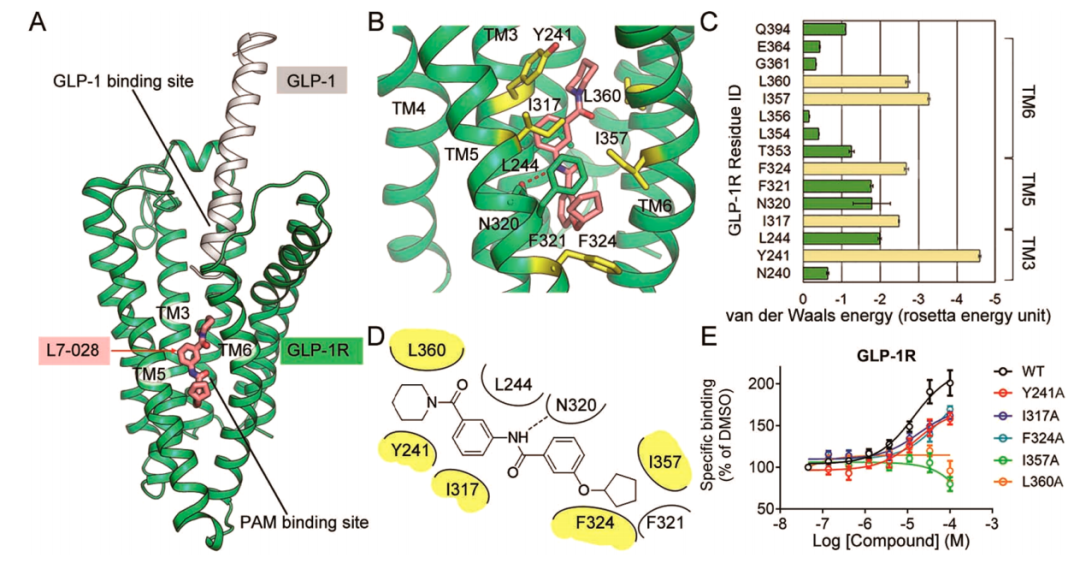 A
GLP-1 binding site
GLP-1
TM3
L7-028
TM6
GLP-1R
TM5
PAM binding site
B
TM3
Y241
TM4
I317
L360
TM5
I357
L244
N320
TM6
F321
F324
C
GLP-1R Residue ID
Q394
E364
G361
L360
I357
L356
L354
T353
F324
F321
N320
I317
L244
Y241
N240
TM6
TM5
TM3
0 -1 -2 -3 -4 -5
van der Waals energy (rosetta energy unit)
D
L360
L244
N320
N
O
NH
Y241
I317
O
O
I357
F324
F321
E
GLP-1R
Specific binding
(% of DMSO)
200
150
100
50
-8 -7 -6 -5 -4 -3
Log [Compound] (M)
WT
Y241A
I317A
F324A
I357A
L360A